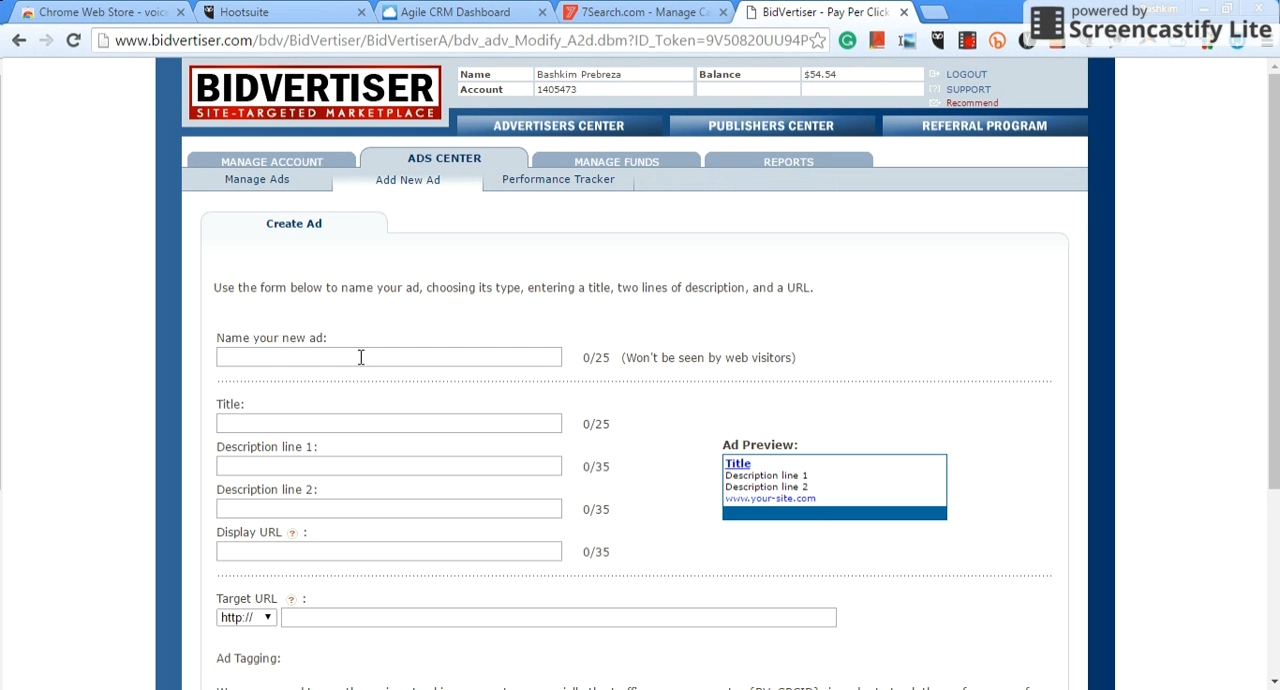 Chrome Web Store - voic
Hootsuite
Agile CRM Dashboard
7Search.com - Manage Ca
BidVertiser - Pay Per Click
powered by
Screencastify Lite
www.bidvertiser.com/bdv/BidVertiser/BidVertiserA/bdv_adv_Modify_A2d.dbm?ID_Token=9V50820UU94P
BIDVERTISER
SITE-TARGETED MARKETPLACE
Name Bashkim Prebreza Balance $54.54
Account 1405473
LOGOUT
SUPPORT
Recommend
ADVERTISERS CENTER PUBLISHERS CENTER REFERRAL PROGRAM
MANAGE ACCOUNT ADS CENTER MANAGE FUNDS REPORTS
Manage Ads Add New Ad Performance Tracker
Create Ad
Use the form below to name your ad, choosing its type, entering a title, two lines of description, and a URL.
Name your new ad:
0/25 (Won't be seen by web visitors)
Title:
0/25
Description line 1:
0/35
Description line 2:
0/35
Display URL ? :
0/35
Ad Preview:
Title
Description line 1
Description line 2
www.your-site.com
Target URL ? :
http://
Ad Tagging: